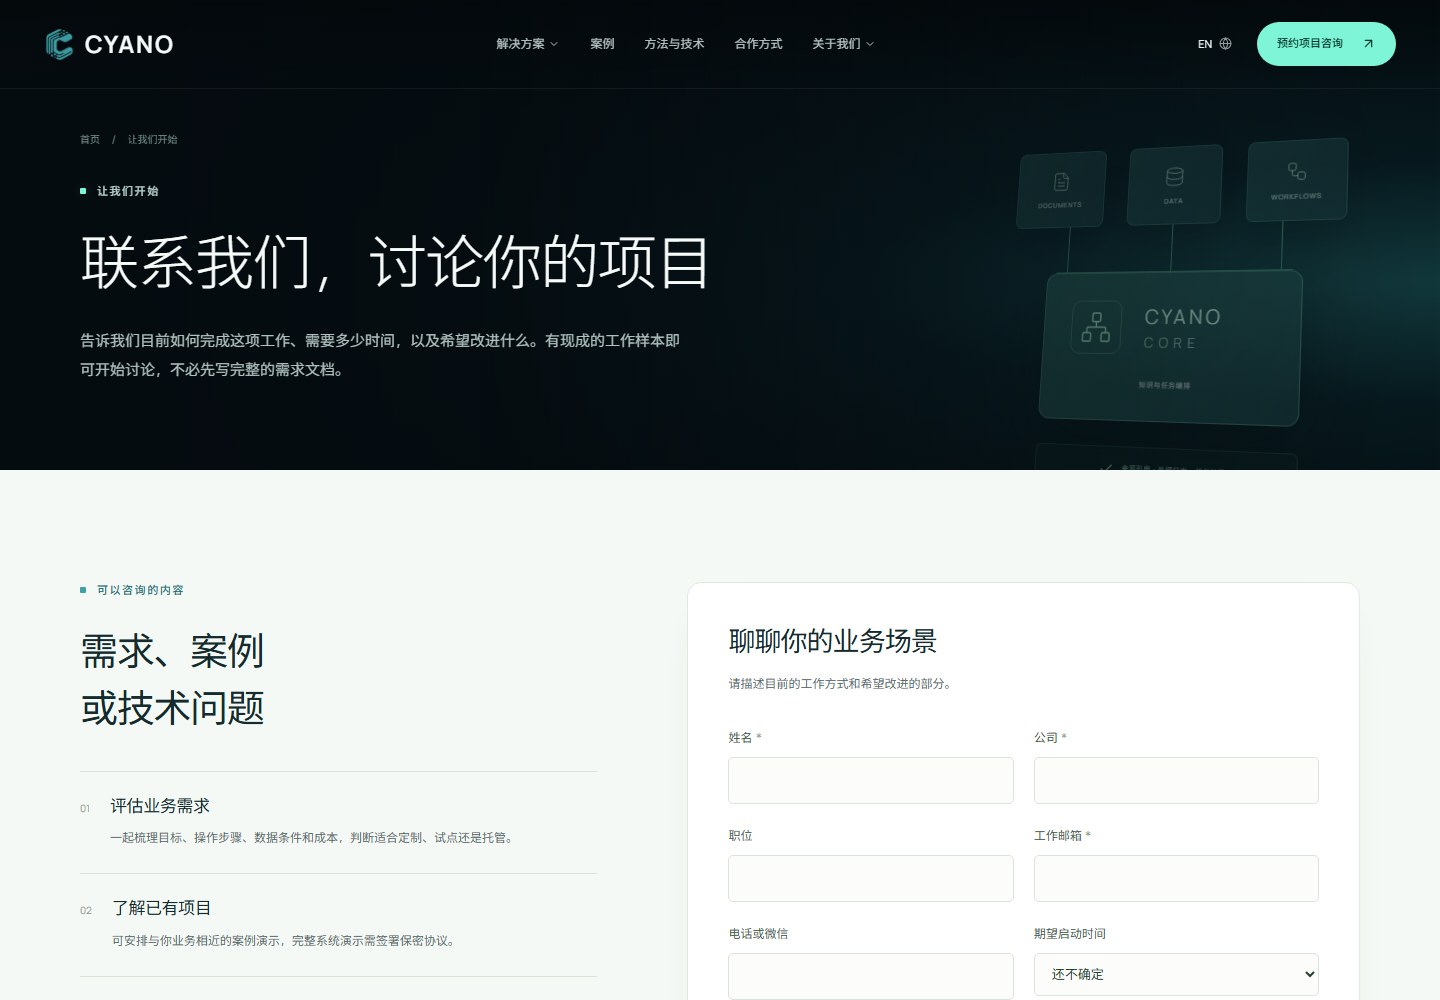 CYANO
解决方案
案例
方法与技术
合作方式
关于我们
EN
预约项目咨询
首页 / 让我们开始
让我们开始
联系我们，讨论你的项目
告诉我们目前如何完成这项工作、需要多少时间，以及希望改进什么。有现成的工作样本即
可开始讨论，不必先写完整的需求文档。
DOCUMENTS
DATA
WORKFLOWS
CYANO
CORE
知识与任务编排
可以咨询的内容
需求、案例
或技术问题
01 评估业务需求
一起梳理目标、操作步骤、数据条件和成本，判断适合定制、试点还是托管。
02 了解已有项目
可安排与你业务相近的案例演示，完整系统演示需签署保密协议。
聊聊你的业务场景
请描述目前的工作方式和希望改进的部分。
姓名 *
公司 *
职位
工作邮箱 *
电话或微信
期望启动时间
还不确定